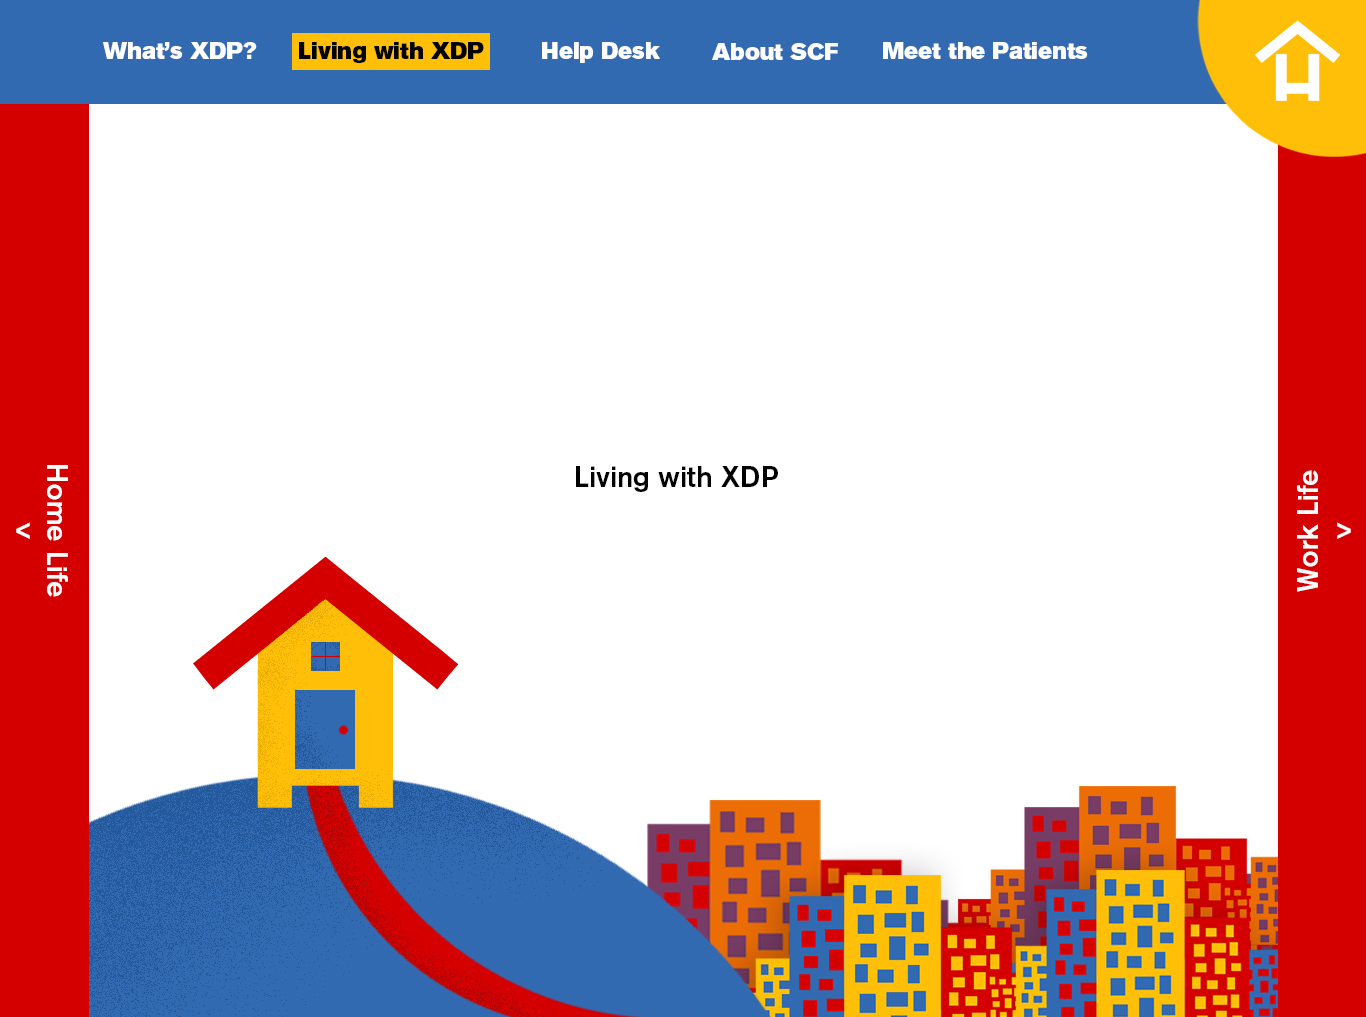 What's XDP?
Living with XDP
Help Desk
About SCF
Meet the Patients
Home Life
<
Living with XDP
Work Life
>